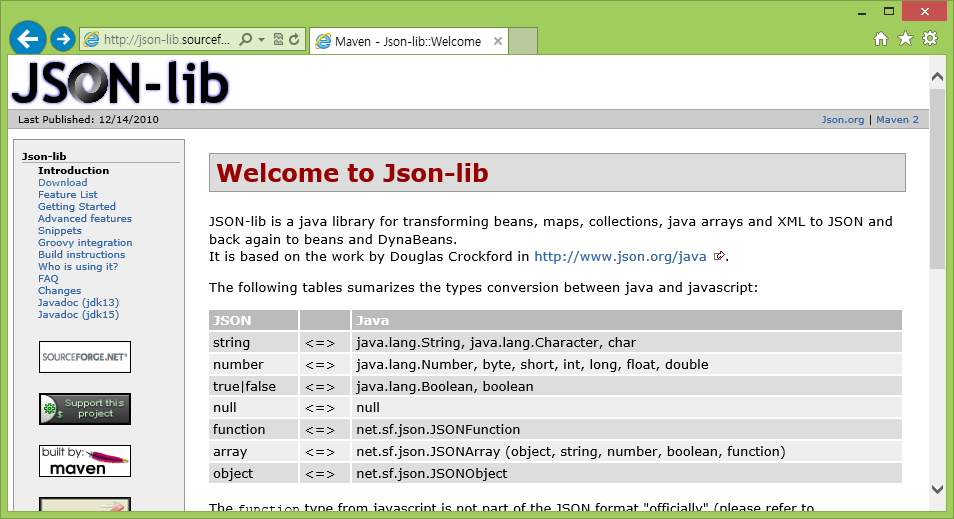 http://json-lib.sourcef...
Maven - Json-lib::Welcome
JSON-lib
Last Published: 12/14/2010
Json.org | Maven 2
Json-lib
Introduction
Download
Feature List
Getting Started
Advanced features
Snippets
Groovy integration
Build instructions
Who is using it?
FAQ
Changes
Javadoc (jdk13)
Javadoc (jdk15)
SOURCEFORGE.NET®
Support this
$ project
built by:
maven
Welcome to Json-lib
JSON-lib is a java library for transforming beans, maps, collections, java arrays and XML to JSON and
back again to beans and DynaBeans.
It is based on the work by Douglas Crockford in http://www.json.org/java .
The following tables sumarizes the types conversion between java and javascript:
JSON Java
string <=> java.lang.String, java.lang.Character, char
number <=> java.lang.Number, byte, short, int, long, float, double
true|false <=> java.lang.Boolean, boolean
null <=> null
function <=> net.sf.json.JSONFunction
array <=> net.sf.json.JSONArray (object, string, number, boolean, function)
object <=> net.sf.json.JSONObject
The function type from javascript is not part of the JSON format "officially" (please refer to